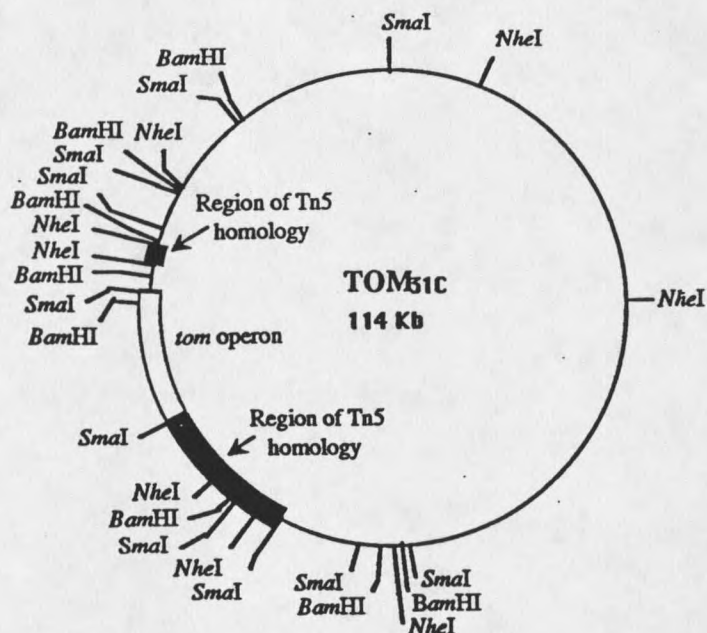 SmaI
NheI
BamHI
SmaI
BamHI NheI
SmaI
SmaI
BamHI
NheI
Region of Tn5
homology
NheI
BamHI
SmaI
BamHI
TOM31C
114 Kb
NheI
tom operon
Region of Tn5
homology
SmaI
NheI
BamHI
SmaI
NheI
SmaI
SmaI
BamHI
SmaI
BamHI
NheI